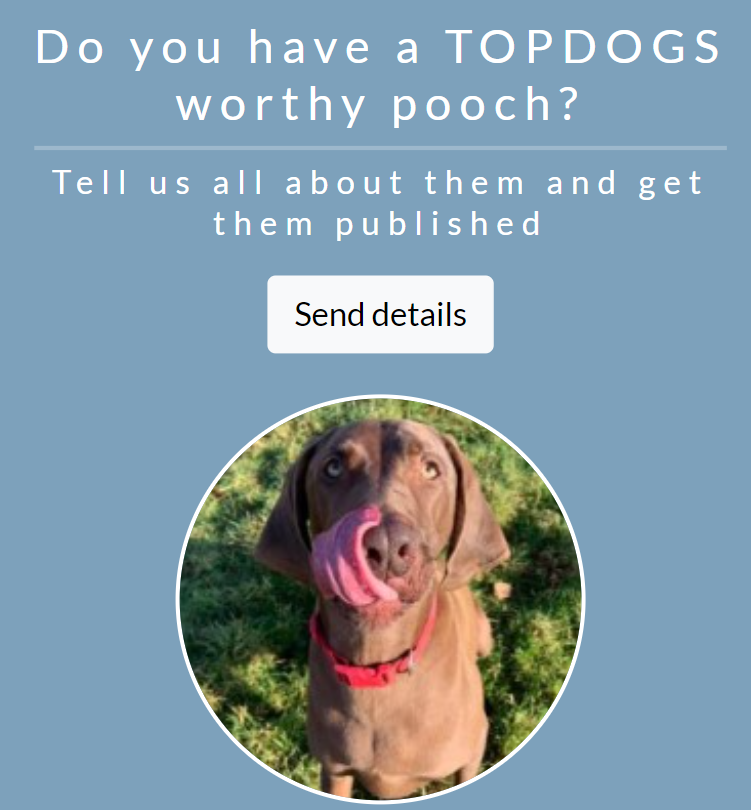 Do you have a TOPDOGS
worthy pooch?
Tell us all about them and get
them published
Send details